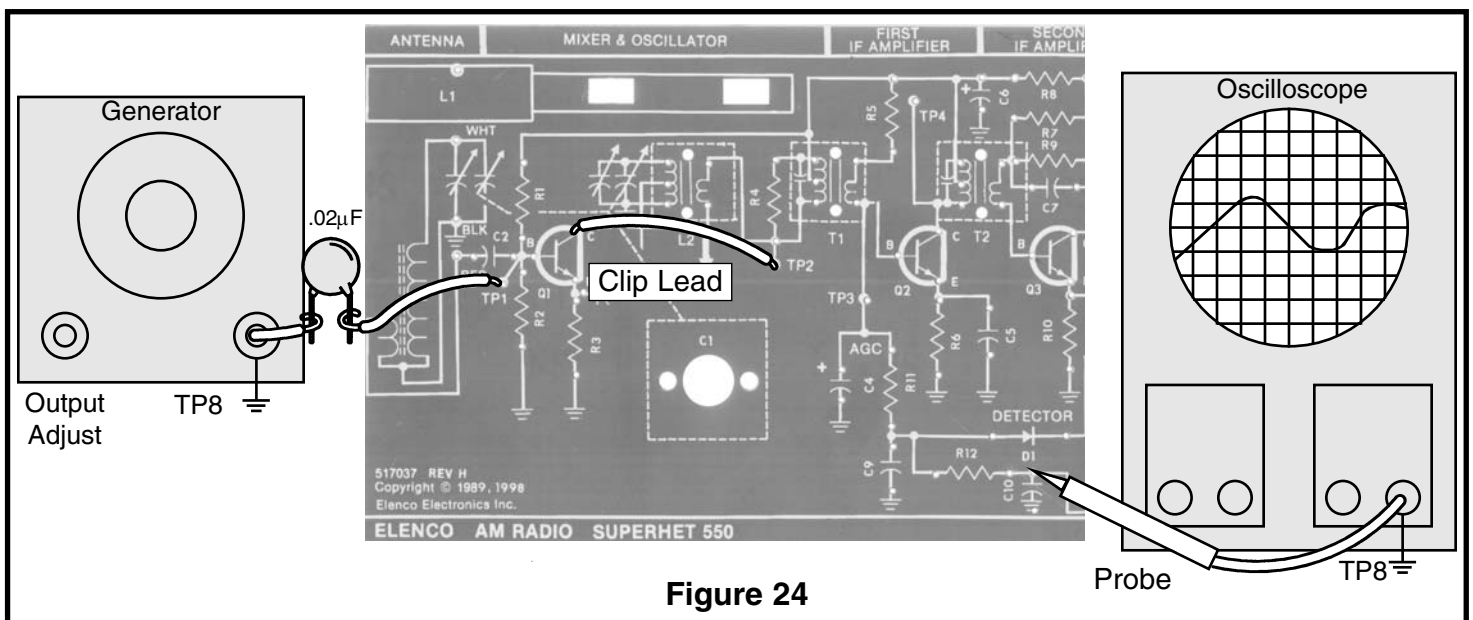 ANTENNA MIXER & OSCILLATOR FIRST IF AMPLIFIER SECON IF AMPLIF
Generator
Oscilloscope
L1
WHT
R5
TP4
C6
R8
R7
R9
C7
.02µF
R1
R4
BLK
C2
B
C
L2
T1
B
C
T2
B
TP2
Clip Lead
TP1
Q1
E
Q2
Q3
TP3
R2
R3
C1
AGC
R6
C5
R10
C4
R11
Output Adjust
TP8
DETECTOR
D1
R12
C9
C10
517037 REV H
Copyright © 1989, 1998
Elenco Electronics Inc.
ELENCO AM RADIO SUPERHET 550
Probe
TP8
Figure 24